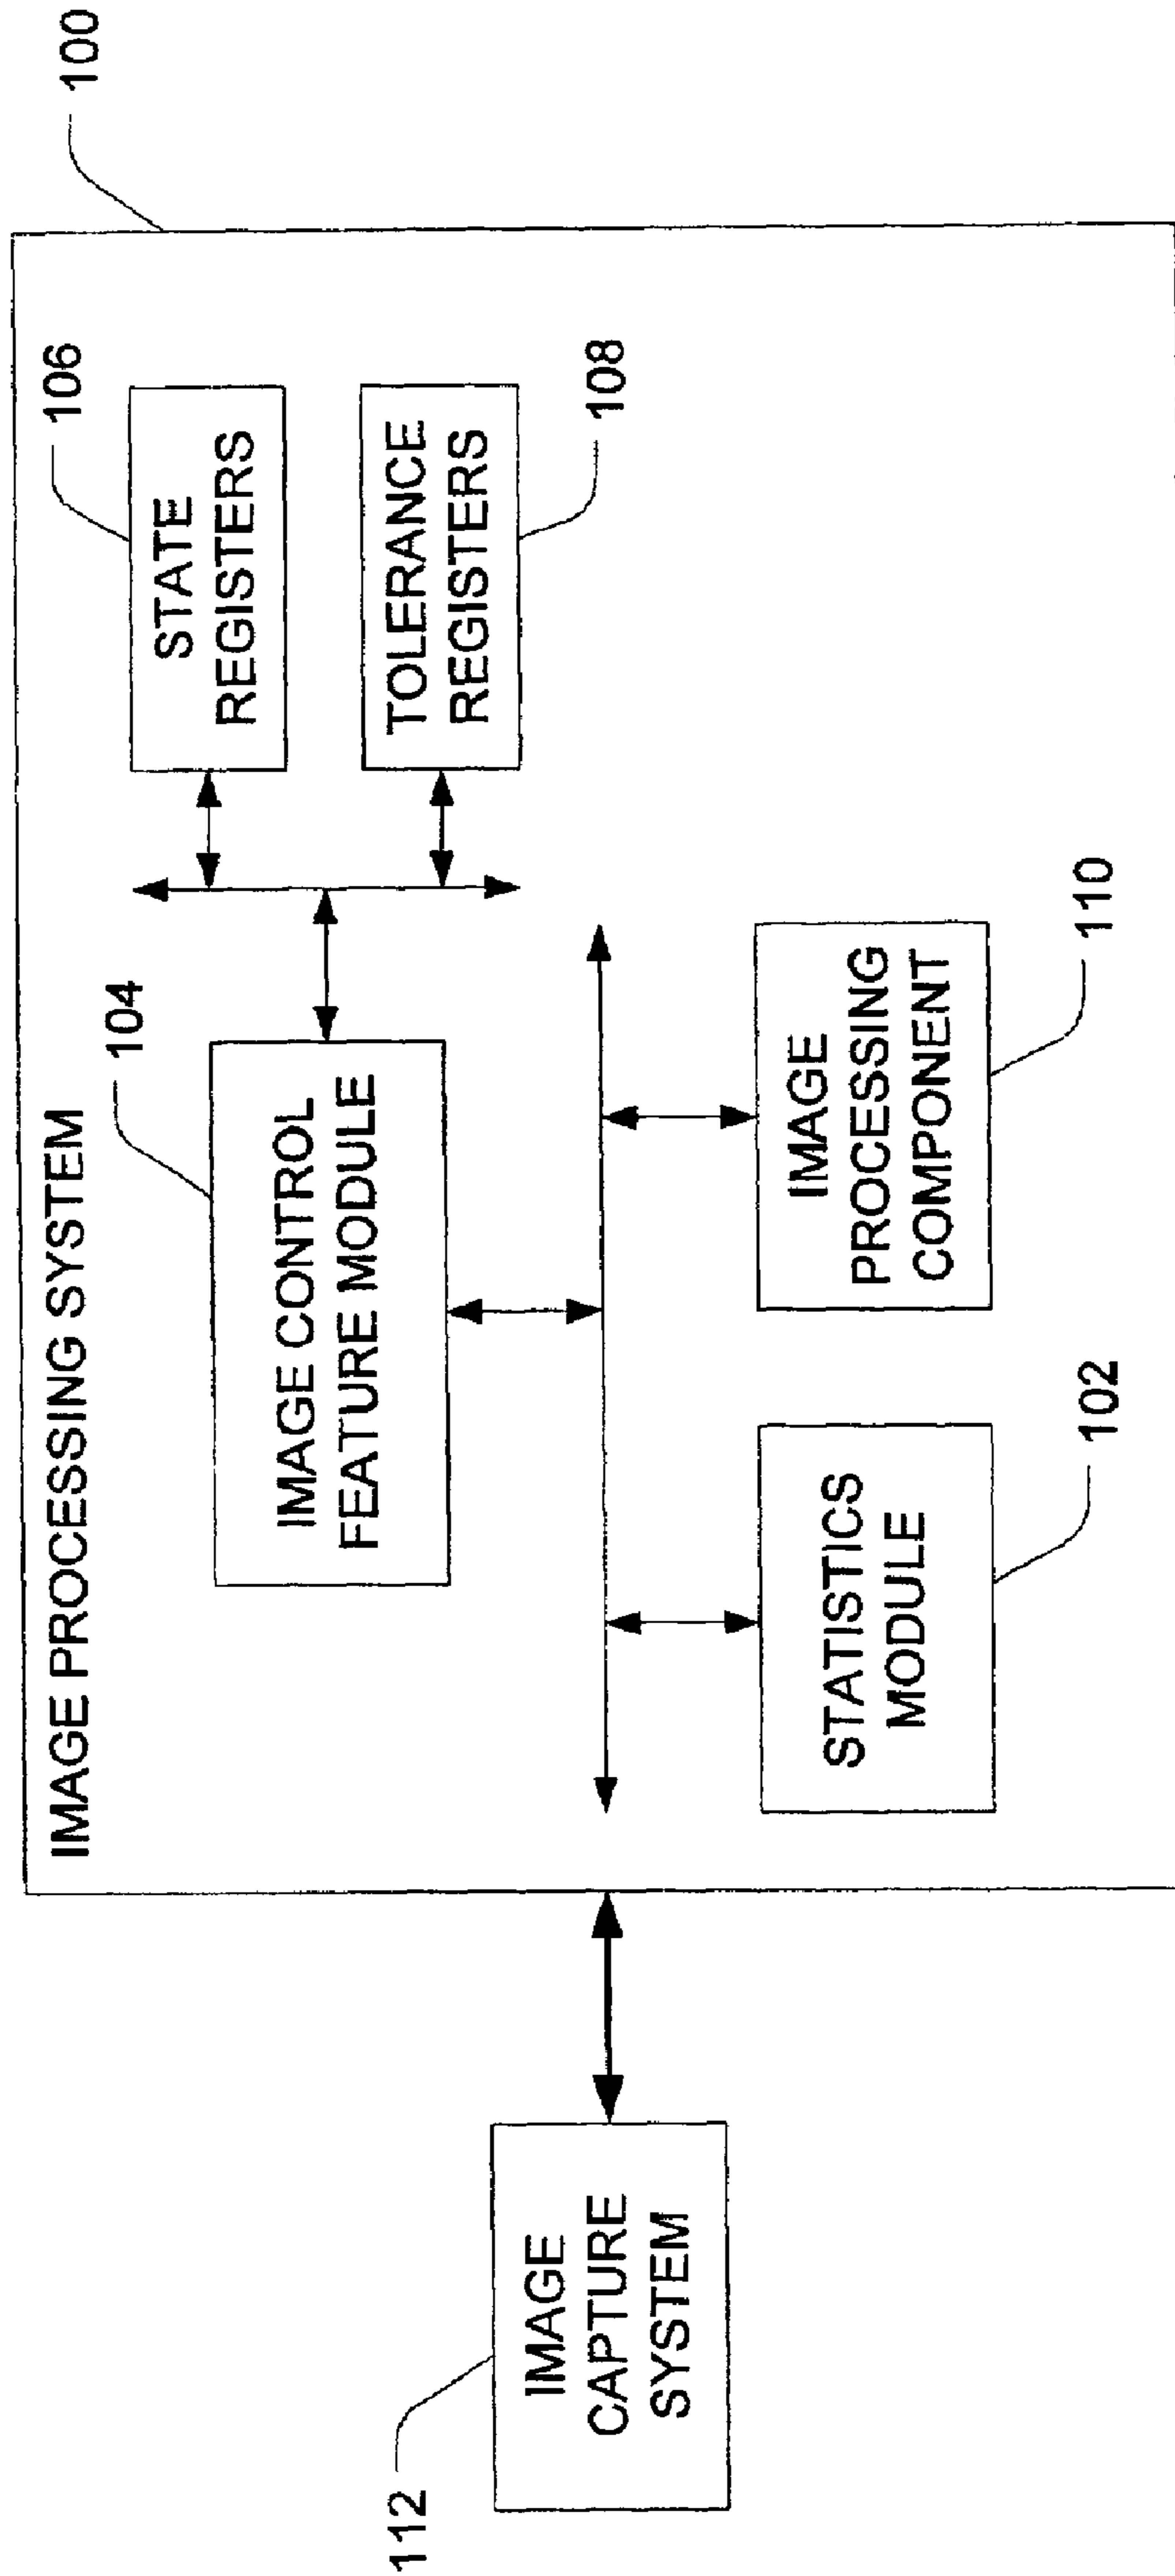 IMAGE PROCESSING SYSTEM
100
104
IMAGE CONTROL
FEATURE MODULE
106
STATE
REGISTERS
TOLERANCE
REGISTERS
108
112
IMAGE
CAPTURE
SYSTEM
STATISTICS
MODULE
102
IMAGE
PROCESSING
COMPONENT
110